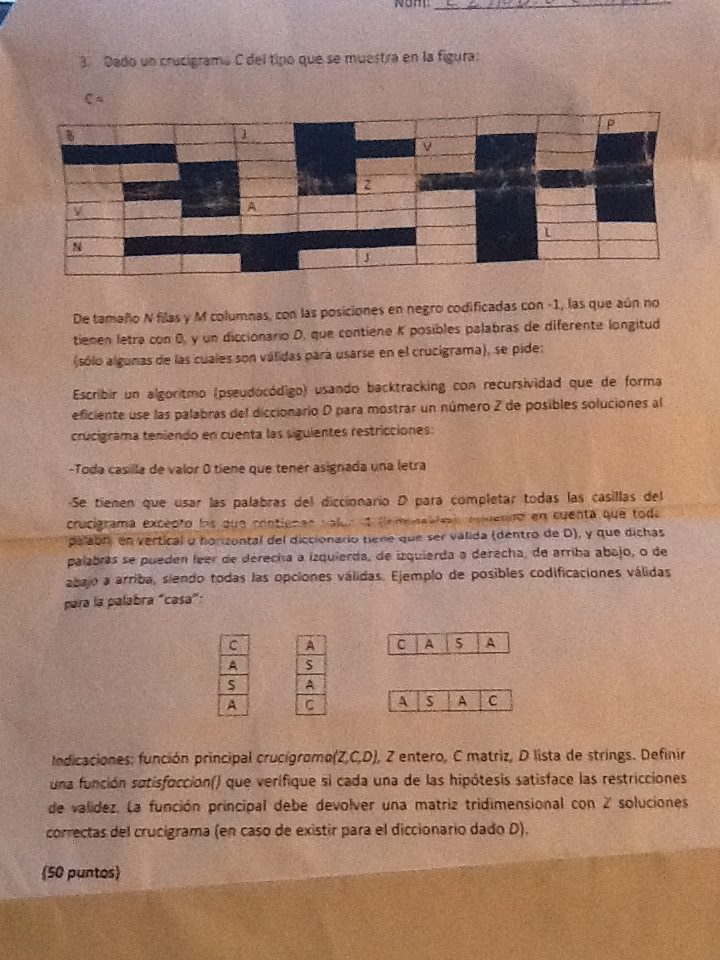 Nom:
3. Dado un crucigrama C del tipo que se muestra en la figura:
C =
B J P
V
Z
V A
N L
J
De tamaño N filas y M columnas, con las posiciones en negro codificadas con -1, las que aún no
tienen letra con 0, y un diccionario D, que contiene K posibles palabras de diferente longitud
(sólo algunas de las cuales son válidas para usarse en el crucigrama), se pide:
Escribir un algoritmo (pseudocódigo) usando backtracking con recursividad que de forma
eficiente use las palabras del diccionario D para mostrar un número Z de posibles soluciones al
crucigrama teniendo en cuenta las siguientes restricciones:
-Toda casilla de valor 0 tiene que tener asignada una letra
-Se tienen que usar las palabras del diccionario D para completar todas las casillas del
crucigrama excepto las que contienen en cuenta que toda
palabra en vertical u horizontal del diccionario tiene que ser válida (dentro de D), y que dichas
palabras se pueden leer de derecha a izquierda, de izquierda a derecha, de arriba abajo, o de
abajo a arriba, siendo todas las opciones válidas. Ejemplo de posibles codificaciones válidas
para la palabra "casa":
C A C A S A
A S
S A
A C A S A C
Indicaciones: función principal crucigrama(Z,C,D), Z entero, C matriz, D lista de strings. Definir
una función satisfaccion() que verifique si cada una de las hipótesis satisface las restricciones
de validez. La función principal debe devolver una matriz tridimensional con Z soluciones
correctas del crucigrama (en caso de existir para el diccionario dado D).
(50 puntos)